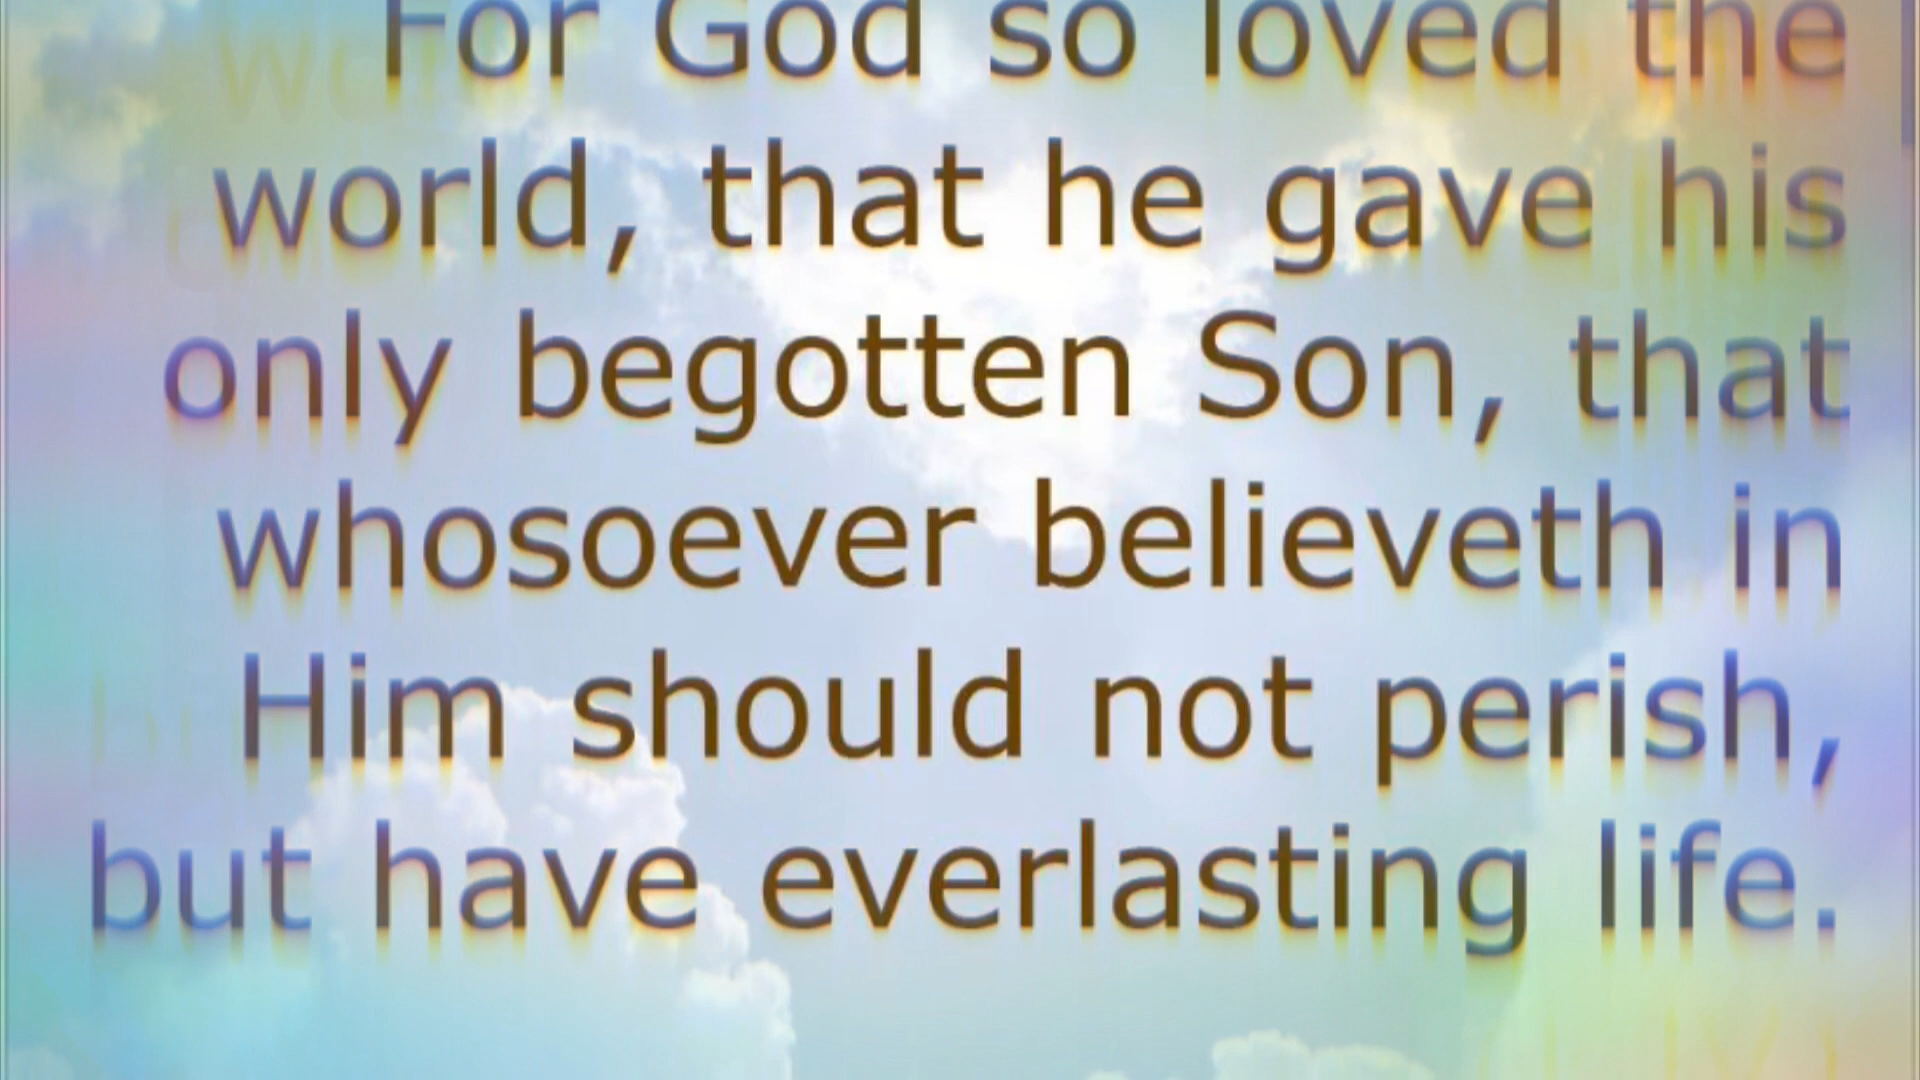 For God so loved the
world, that he gave his
only begotten Son, that
whosoever believeth in
Him should not perish,
but have everlasting life.